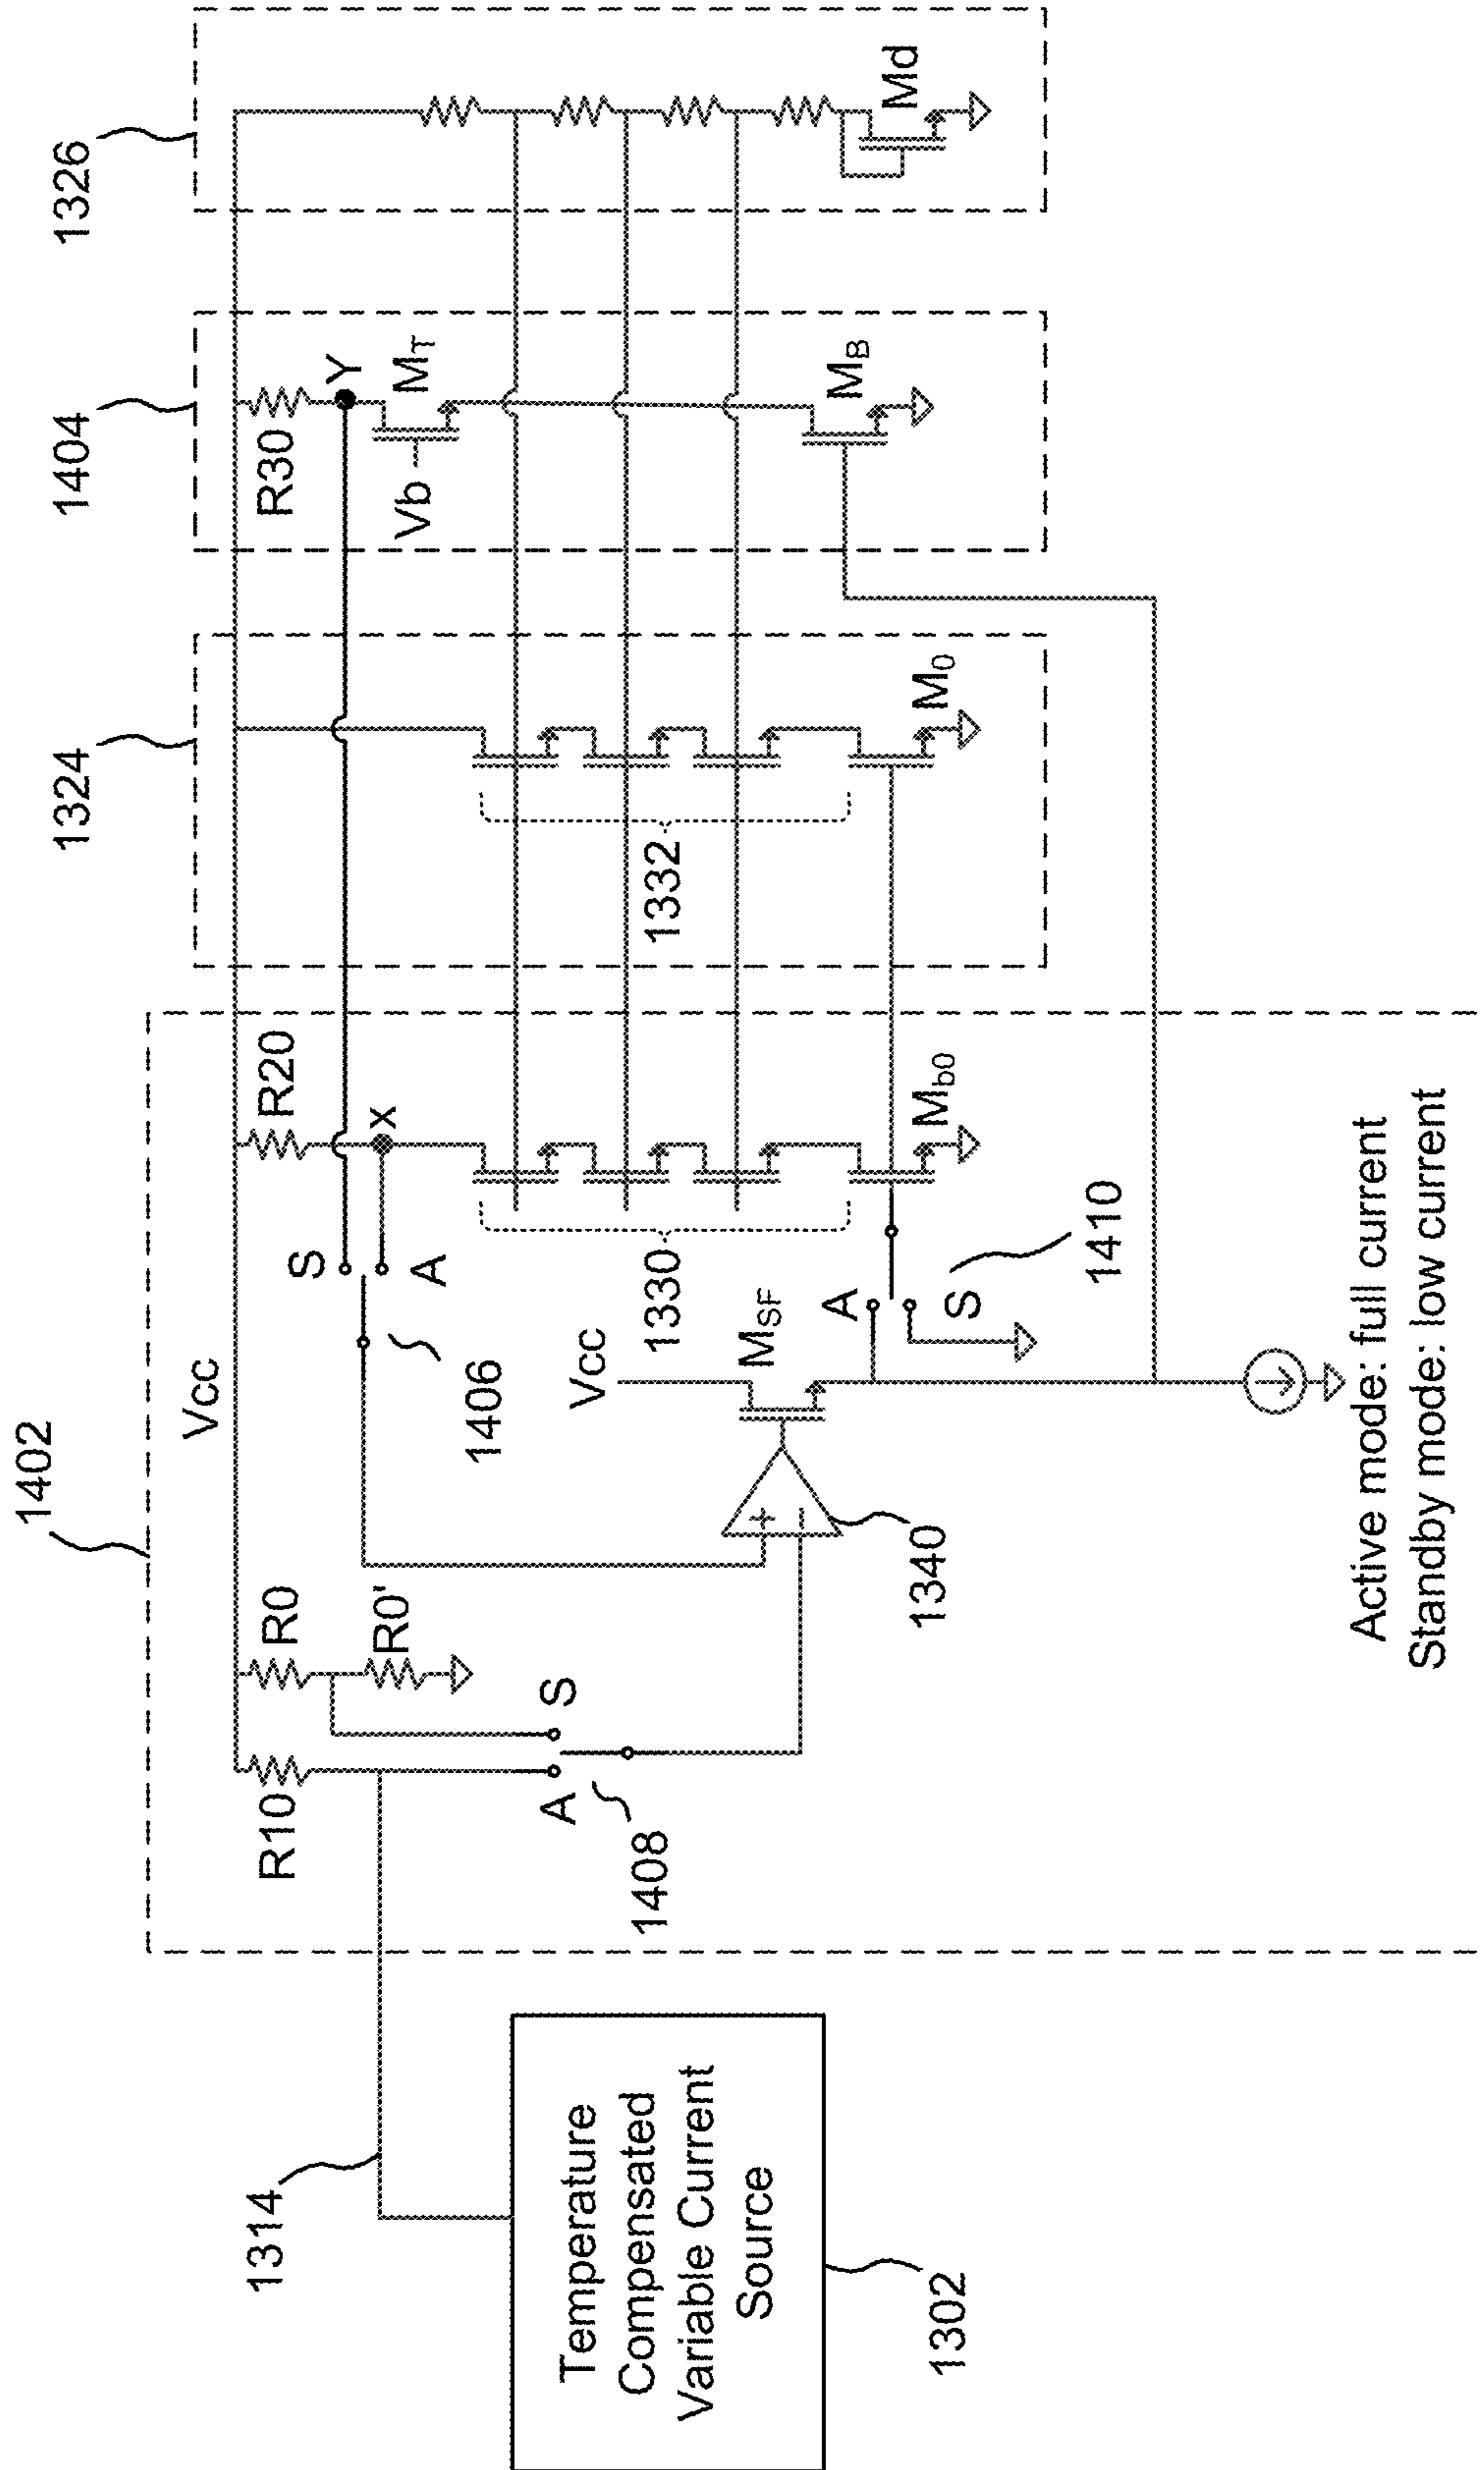 1402
1324
1404
1326
Vcc
R10
R0
R0'
R20
R30
X
Y
S
A
1406
Vb
MT
1314
A
S
1408
Vcc
MSF
1330
1332
1340
A
S
1410
Mb0
M0
MB
Md
Temperature
Compensated
Variable Current
Source
1302
Active mode: full current
Standby mode: low current